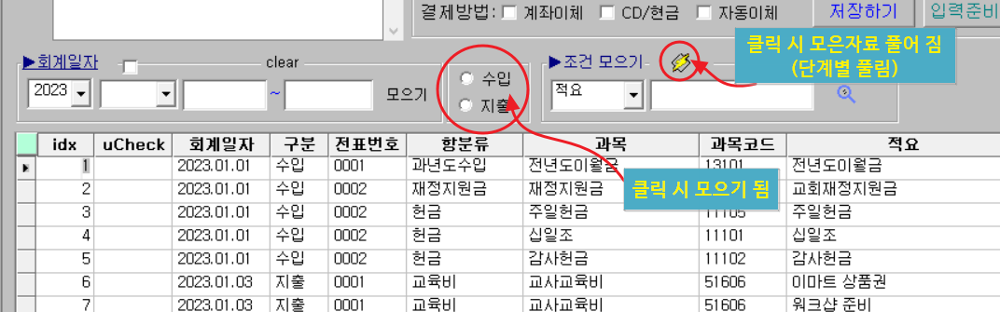 결제방법: 계좌이체 CD/현금 자동이체 저장하기 입력준비
클릭 시 모은자료 풀어 짐
(단계별 풀림)
▶회계일자 clear 수입 ▶조건 모으기
2023 ~ 모으기 지출 적요
idx uCheck 회계일자 구분 전표번호 항분류 과목 과목코드 적요
1 2023.01.01 수입 0001 과년도수입 전년도이월금 13101 전년도이월금
2 2023.01.01 수입 0002 재정지원금 재정지원금 교회재정지원금
클릭 시 모으기 됨
3 2023.01.01 수입 0002 헌금 주일헌금 11105 주일헌금
4 2023.01.01 수입 0002 헌금 십일조 11101 십일조
5 2023.01.01 수입 0002 헌금 감사헌금 11102 감사헌금
6 2023.01.03 지출 0001 교육비 교사교육비 51606 이마트 상품권
7 2023.01.03 지출 0001 교육비 교사교육비 51606 워크샵 준비